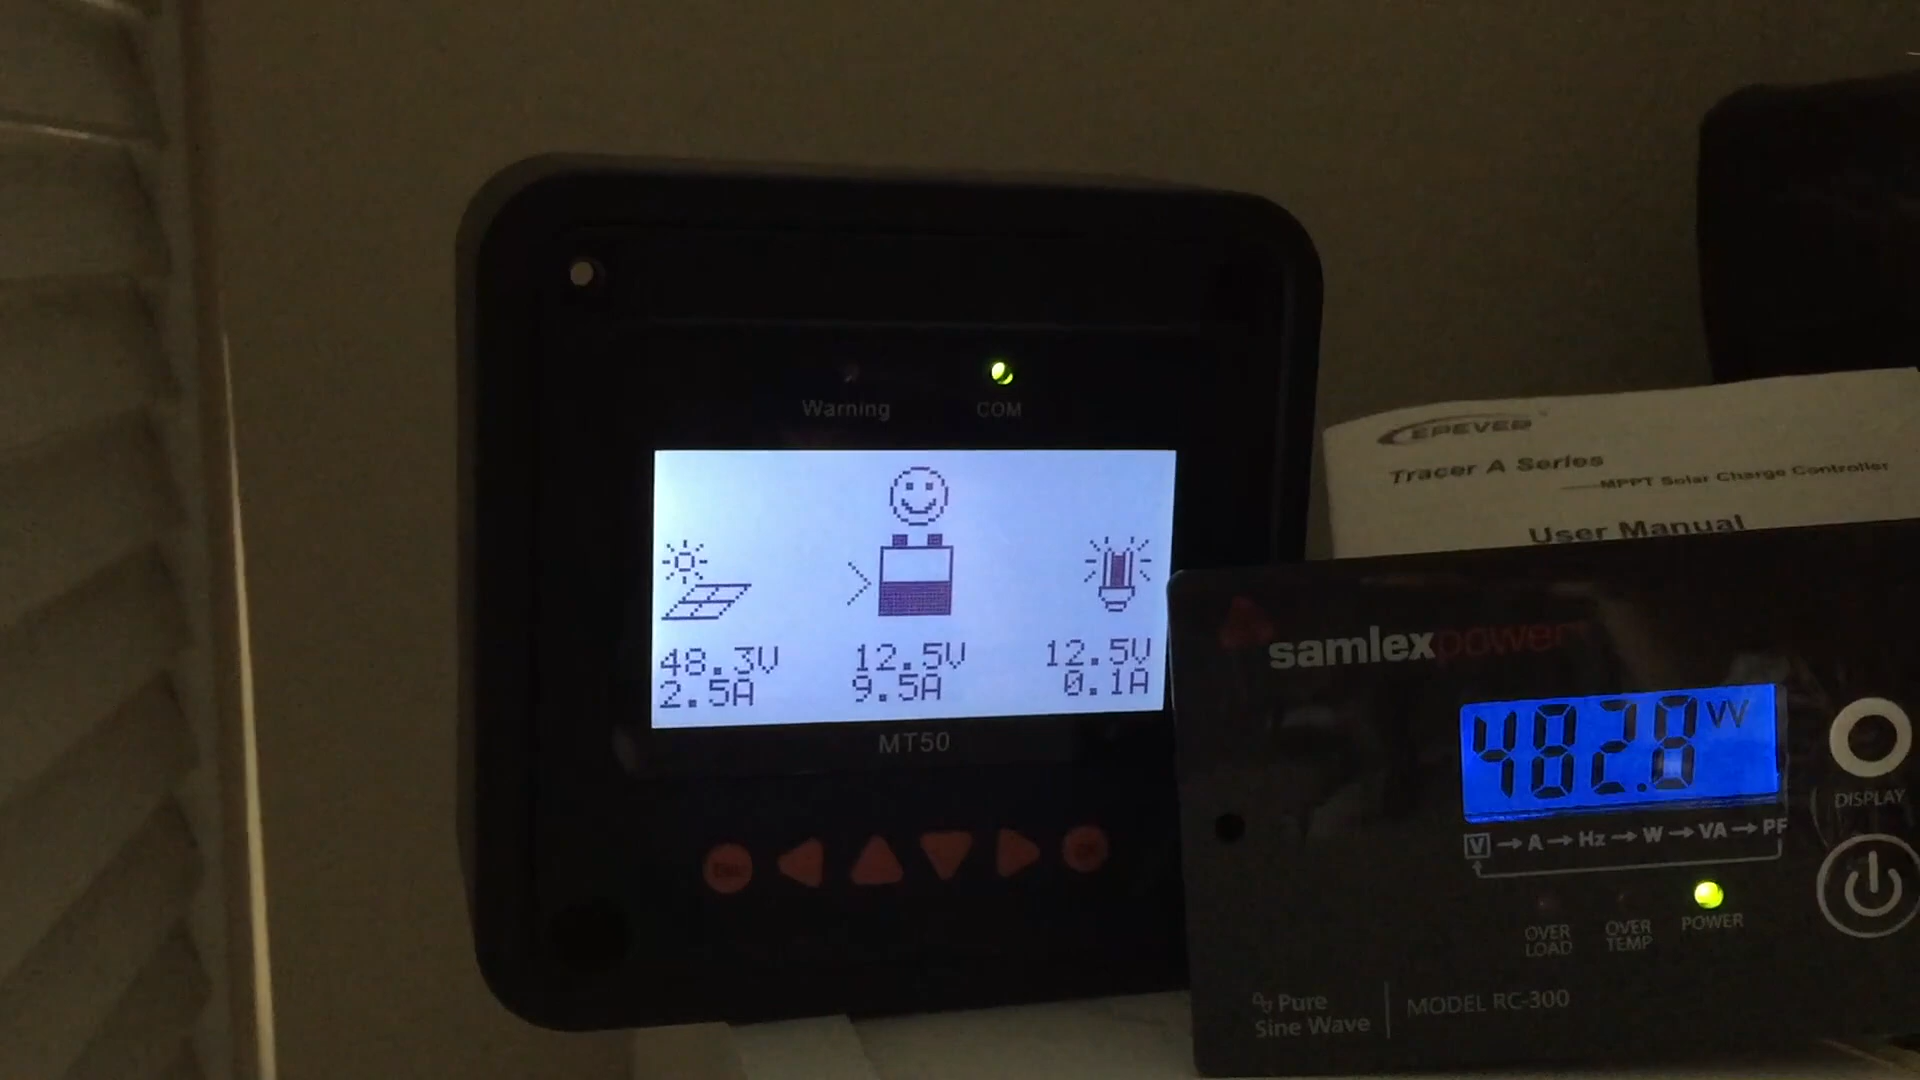 Warning COM
48.3V 12.5V 12.5V
2.5A 9.5A 0.1A
MT50
OK
EPEVER
Tracer A Series
MPPT Solar Charge Controller
User Manual
samlexpower
482.8 W
DISPLAY
V→A→Hz→W→VA→PF
OVER LOAD
OVER TEMP
POWER
Pure
Sine Wave
MODEL RC-300